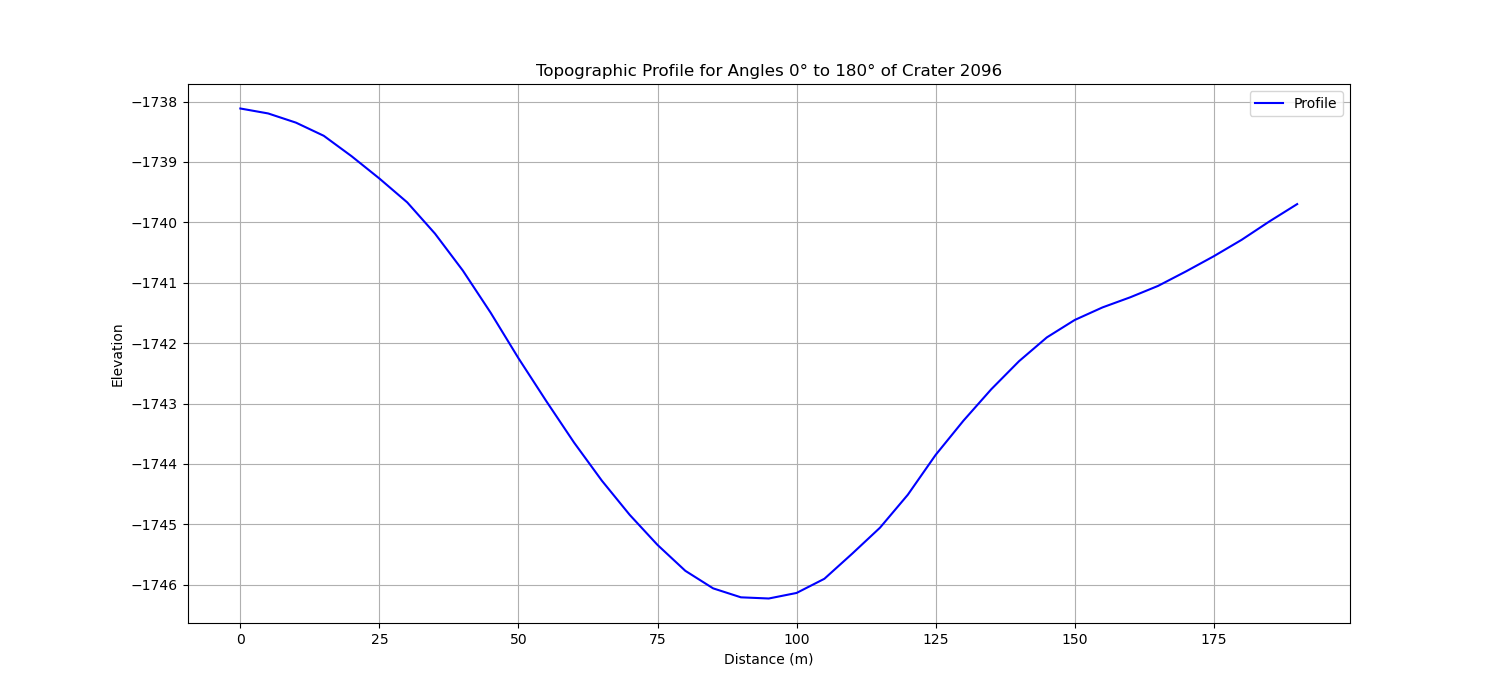 Topographic Profile for Angles 0° to 180° of Crater 2096
Profile
−1738
−1739
−1740
−1741
−1742
−1743
−1744
−1745
−1746
Elevation
0 25 50 75 100 125 150 175
Distance (m)